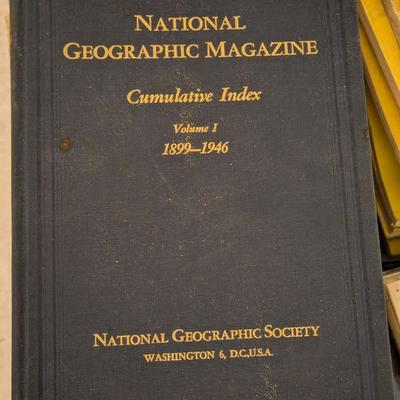 NATIONAL
GEOGRAPHIC MAGAZINE
Cumulative Index
Volume I
1899—1946
NATIONAL GEOGRAPHIC SOCIETY
WASHINGTON 6, D.C., U.S.A.